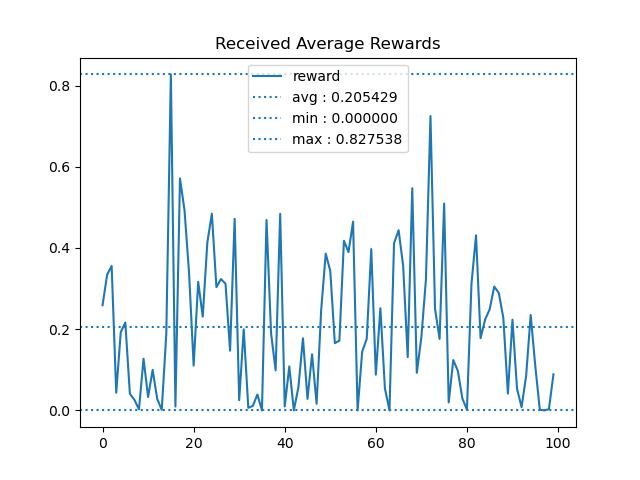 Received Average Rewards
reward
avg : 0.205429
min : 0.000000
max : 0.827538
0.8
0.6
0.4
0.2
0.0
0 20 40 60 80 100